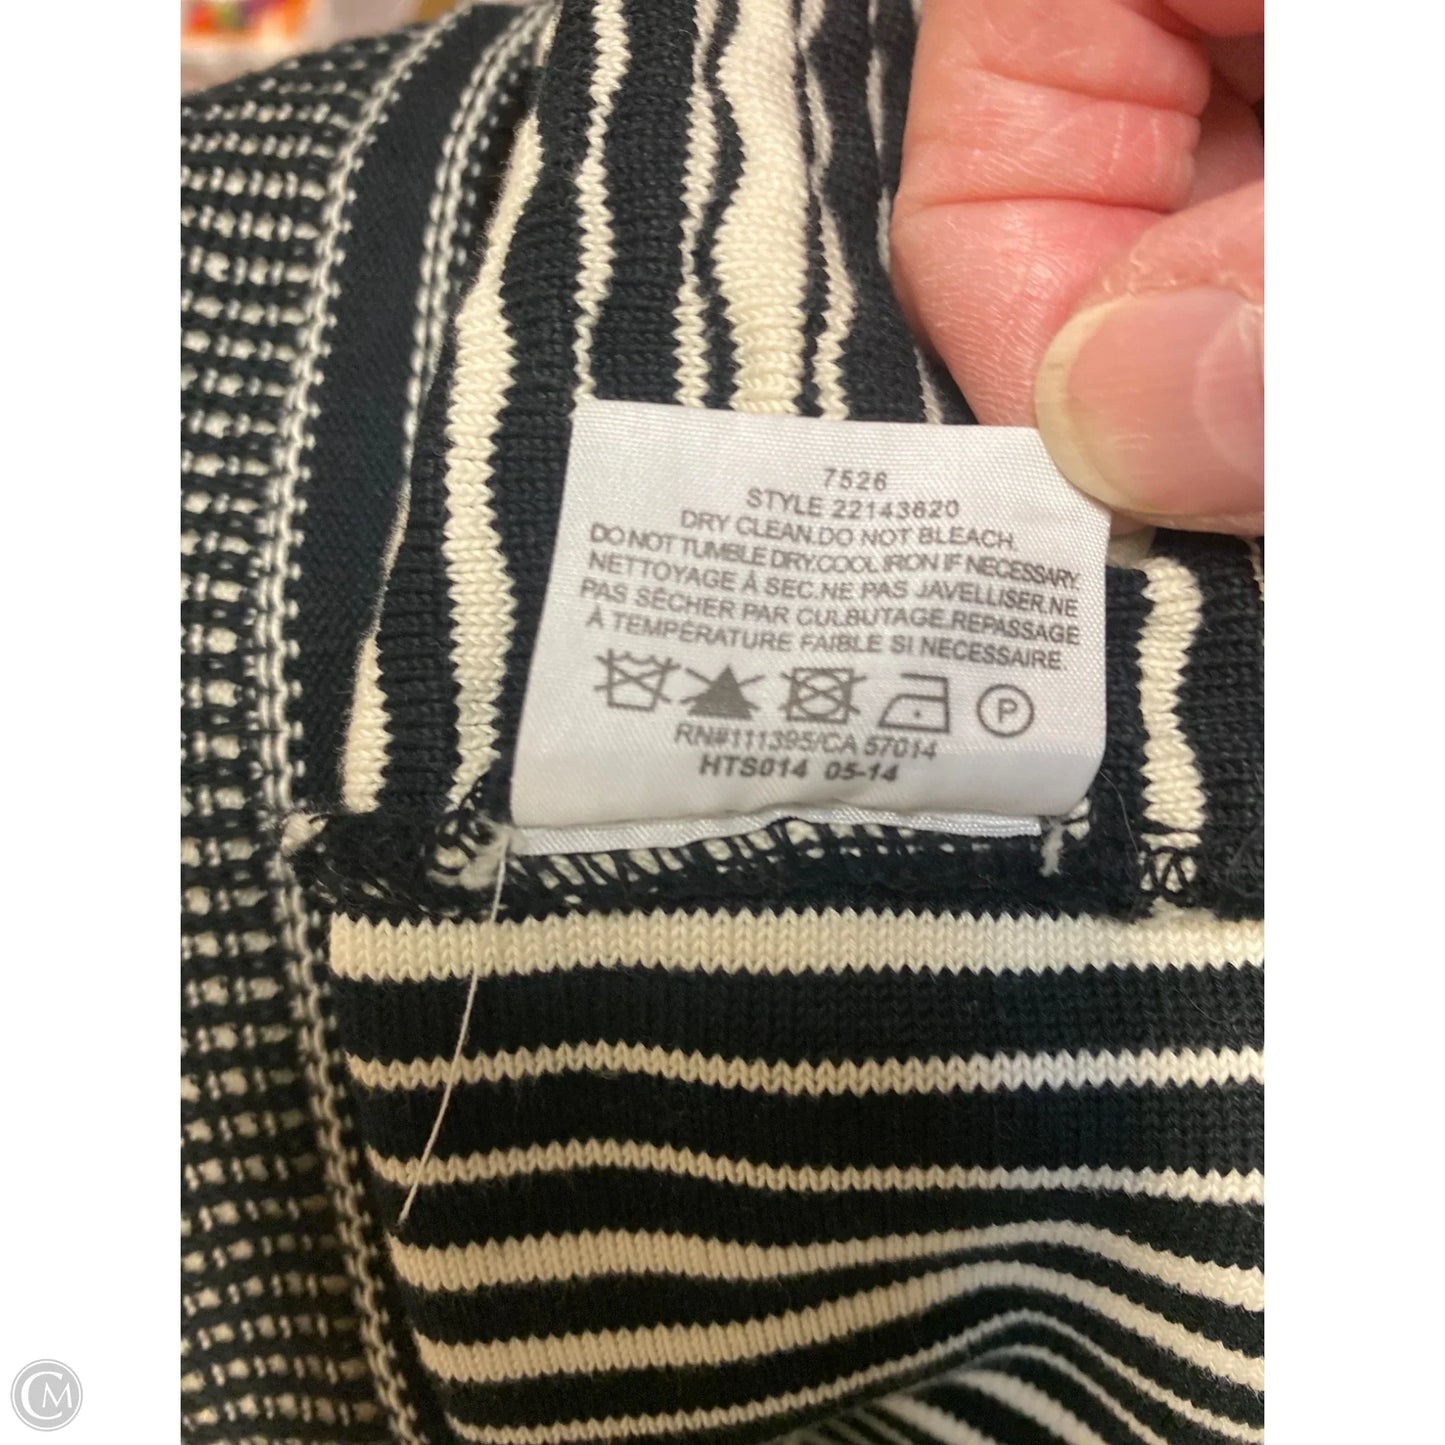 7526
STYLE 22143620
DRY CLEAN.DO NOT BLEACH.
DO NOT TUMBLE DRY.COOL IRON IF NECESSARY.
NETTOYAGE À SEC.NE PAS JAVELLISER.NE
PAS SÉCHER PAR CULBUTAGE.REPASSAGE
À TEMPÉRATURE FAIBLE SI NECESSAIRE.
P
RN#111395/CA 57014
HTS014 05-14
CM